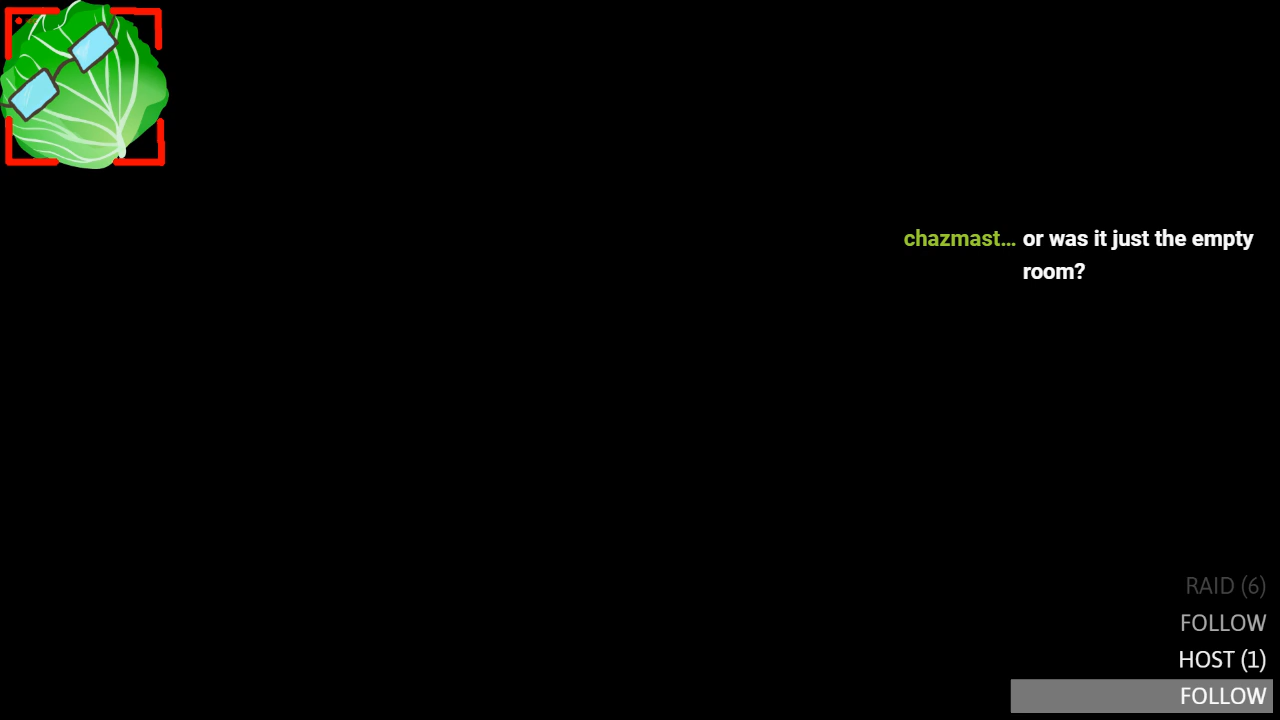 chazmast... or was it just the empty
room?
RAID (6)
FOLLOW
HOST (1)
FOLLOW